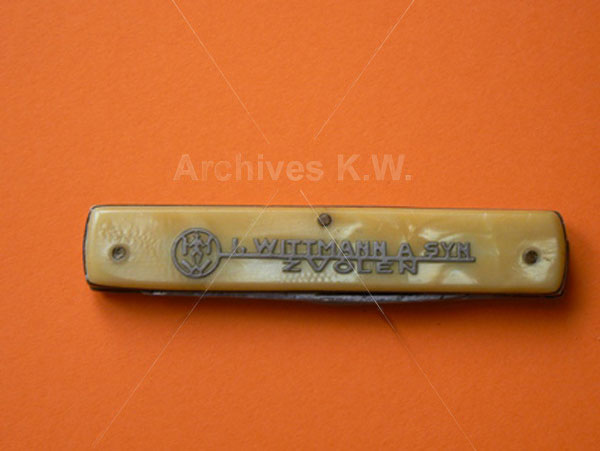 Archives K.W.
L. WITTMANN A SYN.
ZVOLEN